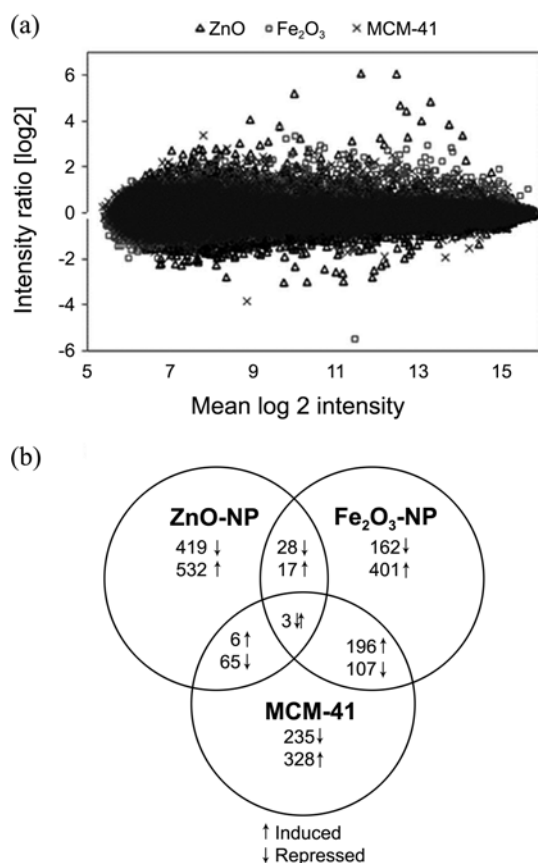 (a)
△ ZnO □ Fe₂O₃ × MCM-41
Intensity ratio [log2]
6
4
2
0
-2
-4
-6
5 7 9 11 13 15
Mean log 2 intensity
(b)
ZnO-NP Fe₂O₃-NP
419 ↓ 28 ↓ 162 ↓
532 ↑ 17 ↑ 401 ↑
3 ↓↑
6 ↑ 196 ↑
65 ↓ 107 ↓
MCM-41
235 ↓
328 ↑
↑ Induced
↓ Repressed